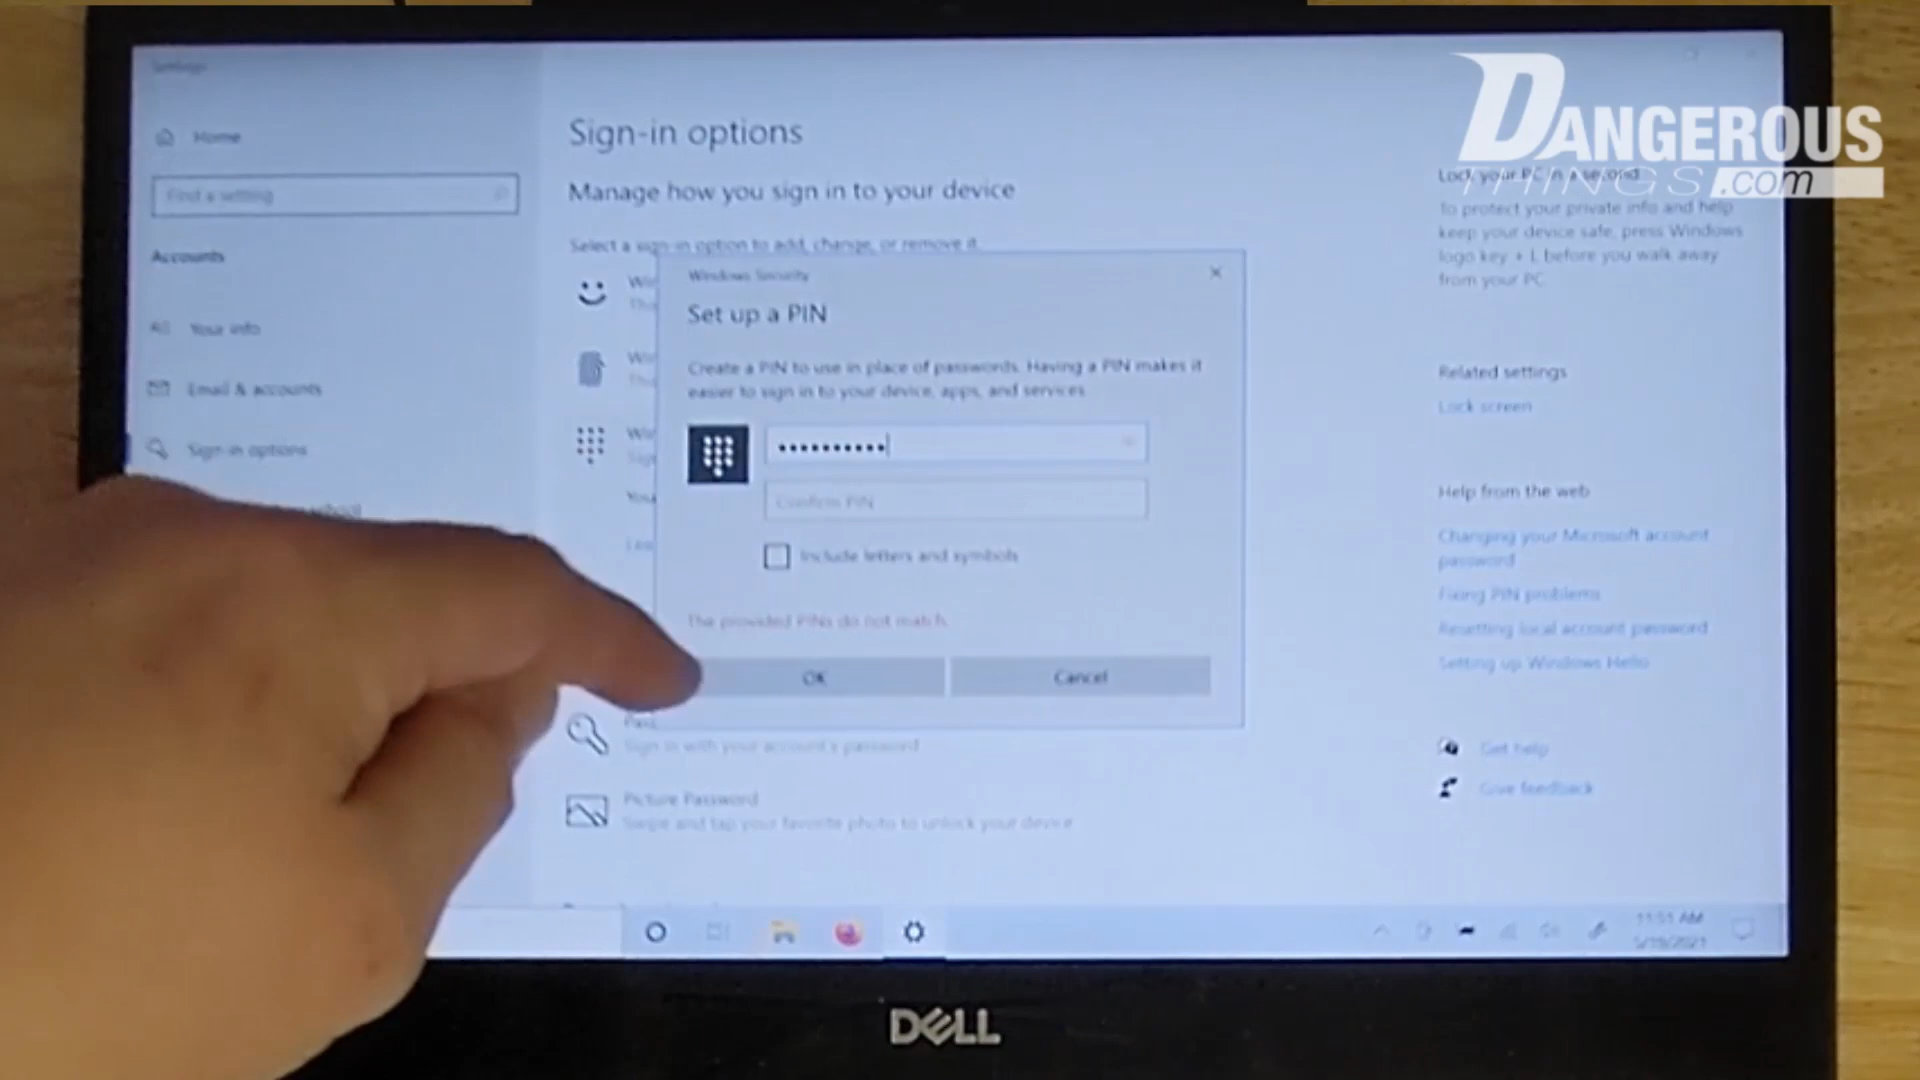 Settings
Home
Find a setting
Accounts
Your info
Email & accounts
Sign-in options
Sign-in options
Manage how you sign in to your device
Select a sign-in option to add, change, or remove it.
Windows Security
Set up a PIN
Create a PIN to use in place of passwords. Having a PIN makes it
easier to sign in to your device, apps, and services.
••••••••••
Confirm PIN
Include letters and symbols
The provided PINs do not match.
OK Cancel
Sign in with your account's password
Picture Password
Swipe and tap your favorite photo to unlock your device
DANGEROUS
THINGS.com
Lock your PC in a second
To protect your private info and help
keep your device safe, press Windows
logo key + L before you walk away
from your PC.
Related settings
Lock screen
Help from the web
Changing your Microsoft account
password
Fixing PIN problems
Resetting local account password
Setting up Windows Hello
Get help
Give feedback
11:51 AM
5/19/2021
DELL